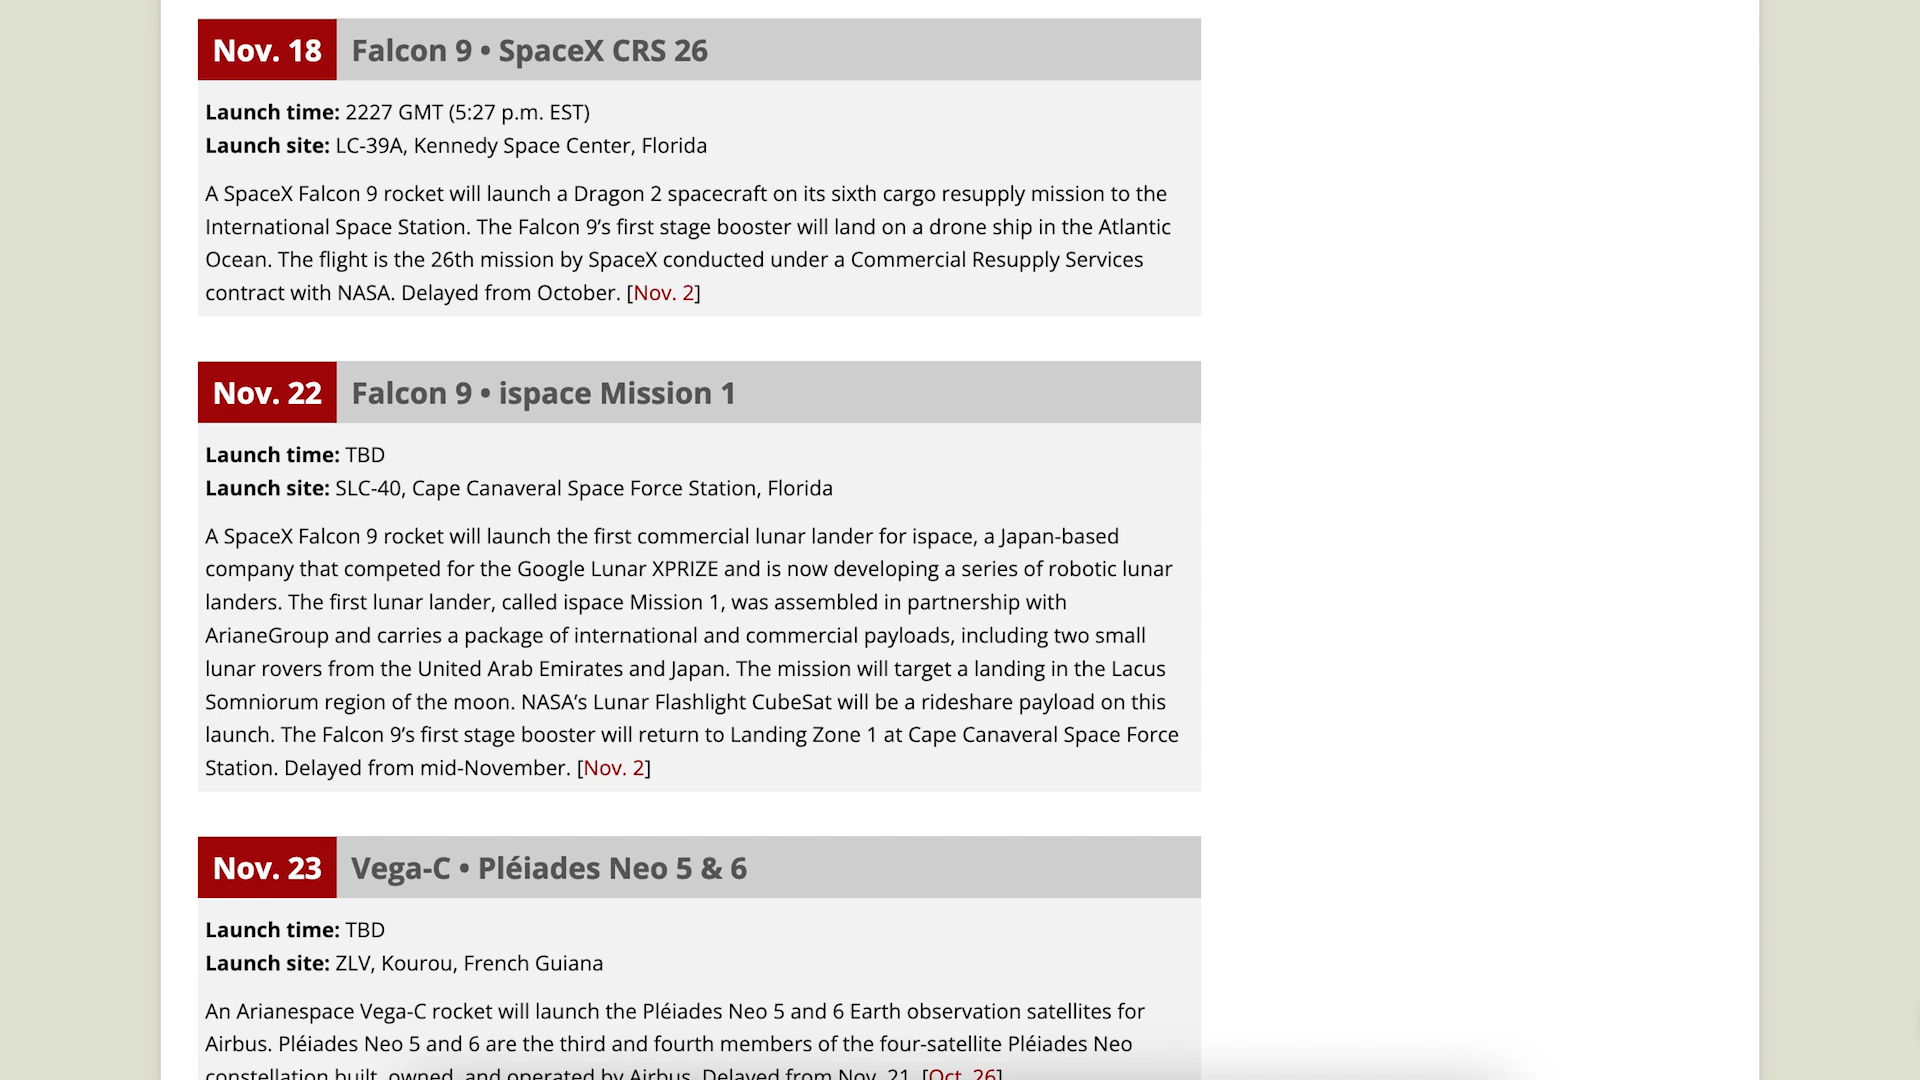 Nov. 18 Falcon 9 • SpaceX CRS 26
Launch time: 2227 GMT (5:27 p.m. EST)
Launch site: LC-39A, Kennedy Space Center, Florida
A SpaceX Falcon 9 rocket will launch a Dragon 2 spacecraft on its sixth cargo resupply mission to the
International Space Station. The Falcon 9’s first stage booster will land on a drone ship in the Atlantic
Ocean. The flight is the 26th mission by SpaceX conducted under a Commercial Resupply Services
contract with NASA. Delayed from October. [Nov. 2]
Nov. 22 Falcon 9 • ispace Mission 1
Launch time: TBD
Launch site: SLC-40, Cape Canaveral Space Force Station, Florida
A SpaceX Falcon 9 rocket will launch the first commercial lunar lander for ispace, a Japan-based
company that competed for the Google Lunar XPRIZE and is now developing a series of robotic lunar
landers. The first lunar lander, called ispace Mission 1, was assembled in partnership with
ArianeGroup and carries a package of international and commercial payloads, including two small
lunar rovers from the United Arab Emirates and Japan. The mission will target a landing in the Lacus
Somniorum region of the moon. NASA’s Lunar Flashlight CubeSat will be a rideshare payload on this
launch. The Falcon 9’s first stage booster will return to Landing Zone 1 at Cape Canaveral Space Force
Station. Delayed from mid-November. [Nov. 2]
Nov. 23 Vega-C • Pléiades Neo 5 & 6
Launch time: TBD
Launch site: ZLV, Kourou, French Guiana
An Arianespace Vega-C rocket will launch the Pléiades Neo 5 and 6 Earth observation satellites for
Airbus. Pléiades Neo 5 and 6 are the third and fourth members of the four-satellite Pléiades Neo
constellation built, owned, and operated by Airbus. Delayed from Nov. 21. [Oct. 26]